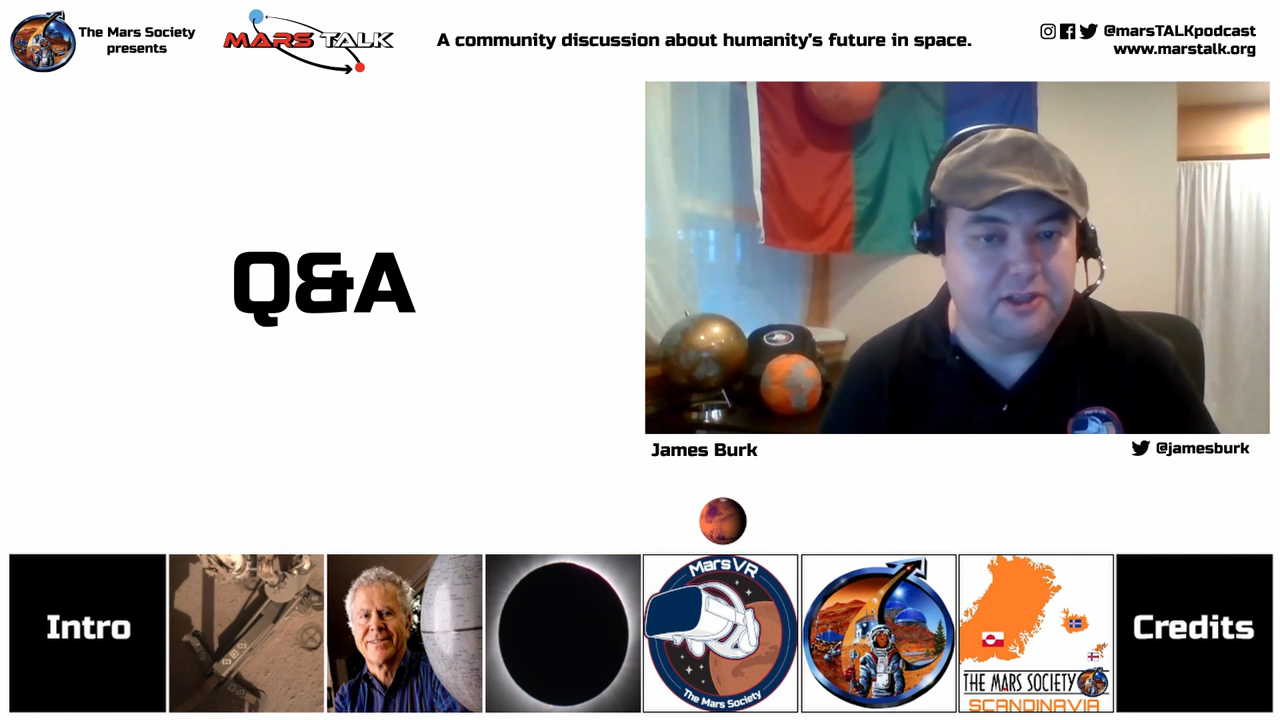 The Mars Society
presents
MARS TALK
A community discussion about humanity's future in space.
@marsTALKpodcast
www.marstalk.org
Q&A
James Burk
@jamesburk
Intro
MarsVR
The Mars Society
THE MARS SOCIETY
SCANDINAVIA
Credits